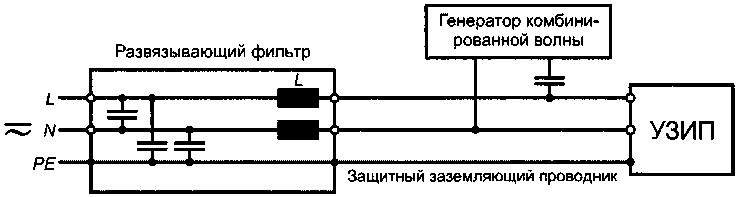 Генератор комбини-
рованной волны
Развязывающий фильтр
L
L
N
PE
УЗИП
Защитный заземляющий проводник